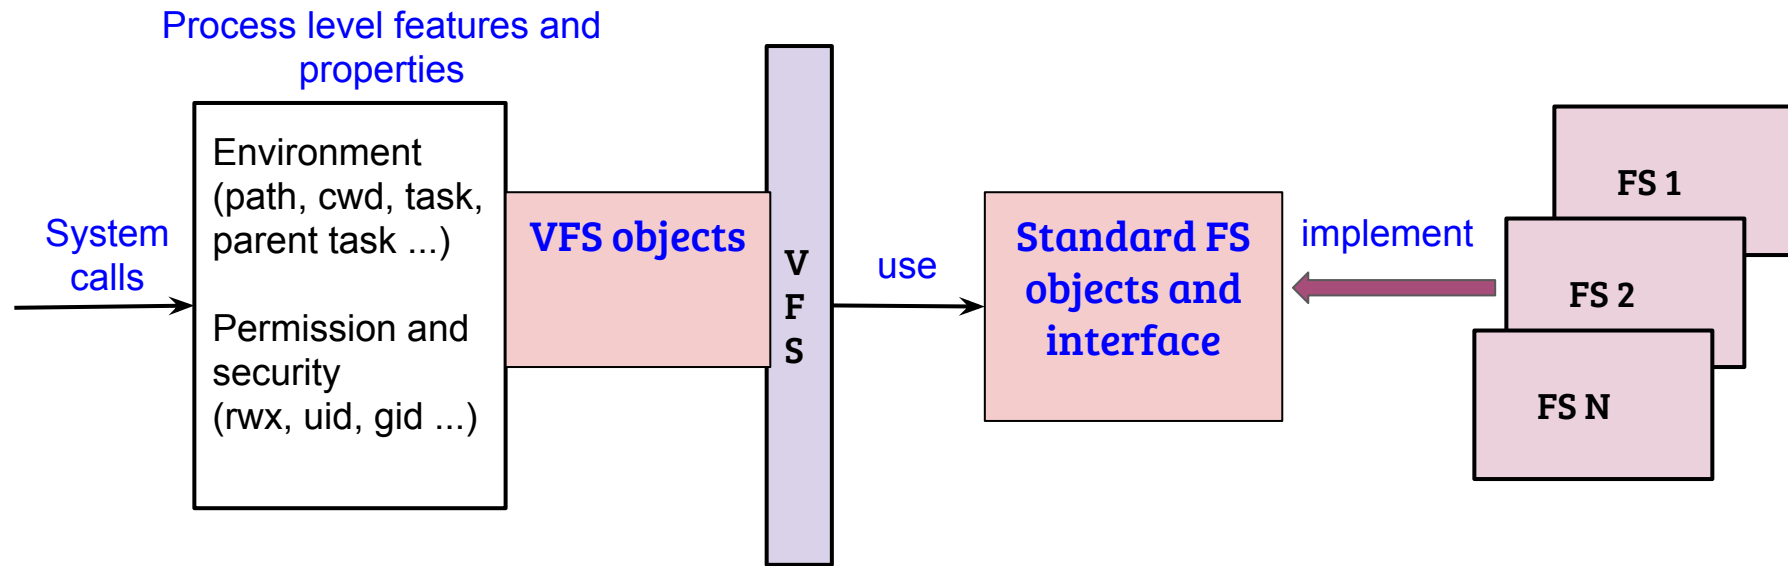 Process level features and
properties
Environment
(path, cwd, task,
parent task ...)
Permission and
security
(rwx, uid, gid ...)
System
calls
VFS objects
V
F
S
use
Standard FS
objects and
interface
implement
FS 1
FS 2
FS N